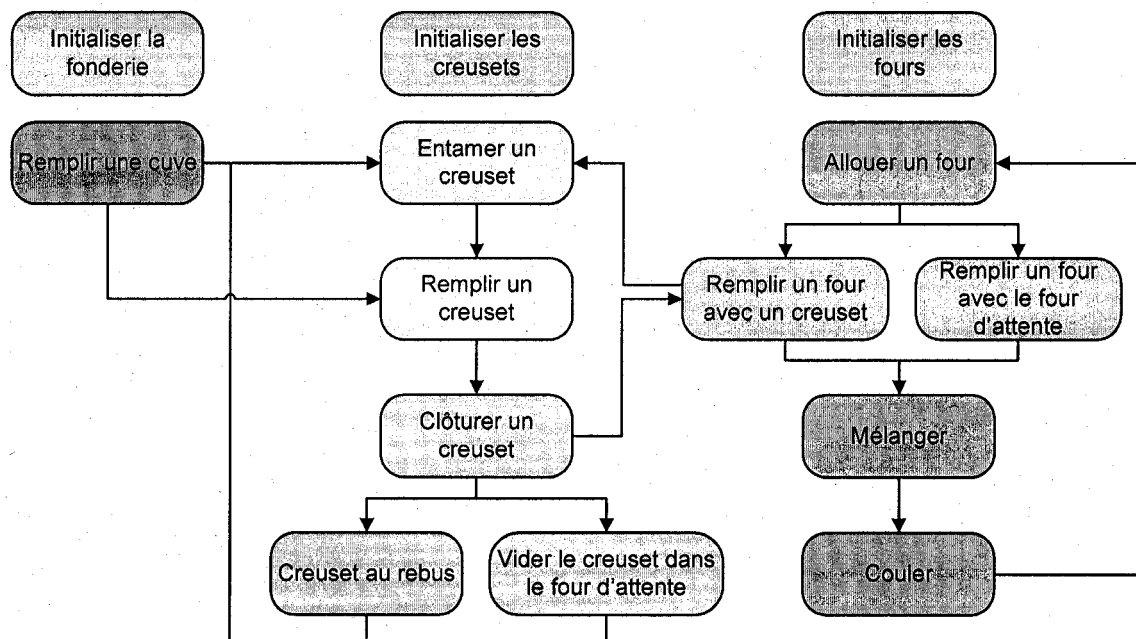 Initialiser la
fonderie
Initialiser les
creusets
Initialiser les
fours
Remplir une cuve
Entamer un
creuset
Allouer un four
Remplir un
creuset
Remplir un four
avec un creuset
Remplir un four
avec le four
d'attente
Clôturer un
creuset
Mélanger
Creuset au rebus
Vider le creuset dans
le four d'attente
Couler